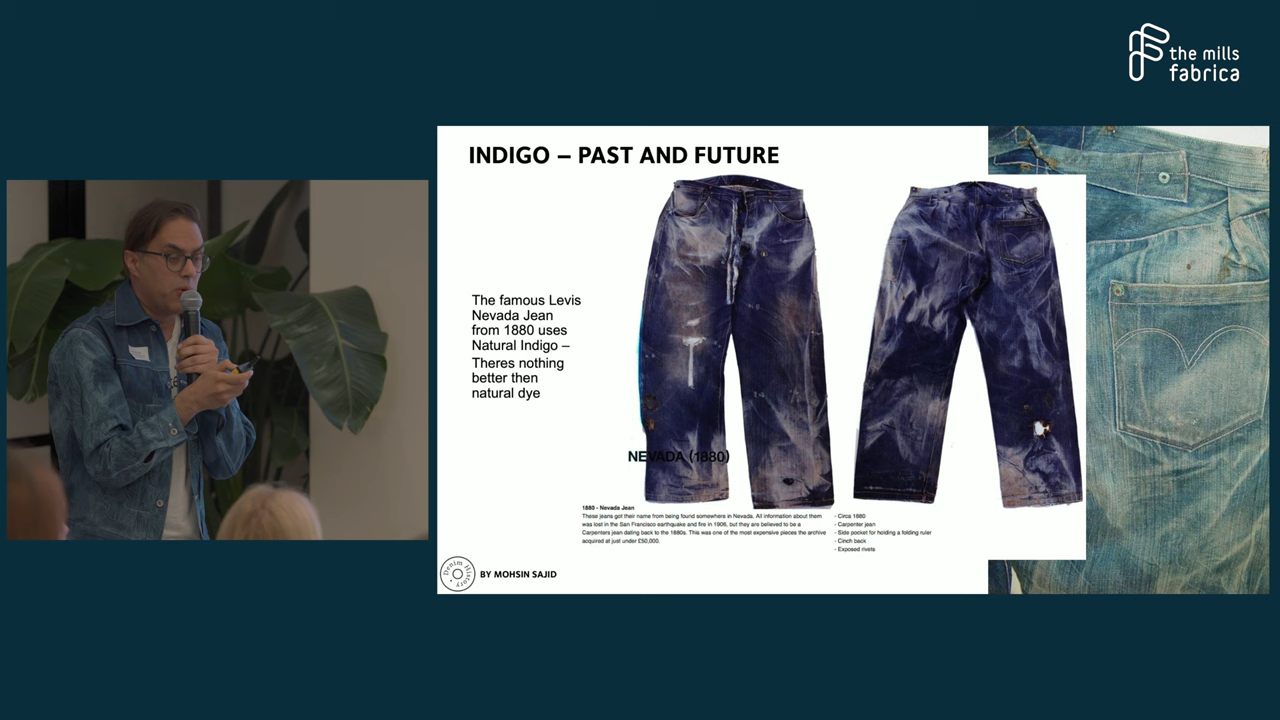 the mills
fabrica
INDIGO – PAST AND FUTURE
The famous Levis
Nevada Jean
from 1880 uses
Natural Indigo –
Theres nothing
better then
natural dye
NEVADA (1880)
1880 - Nevada Jean
These jeans got their name from being found somewhere in Nevada. All information about them
was lost in the San Francisco earthquake and fire in 1906, but they are believed to be a
Carpenters jean dating back to the 1880s. This was one of the most expensive pieces the archive
acquired at just under £50,000.
- Circa 1880
- Carpenter jean
- Side pocket for holding a folding ruler
- Cinch back
- Exposed rivets
Denim History
BY MOHSIN SAJID